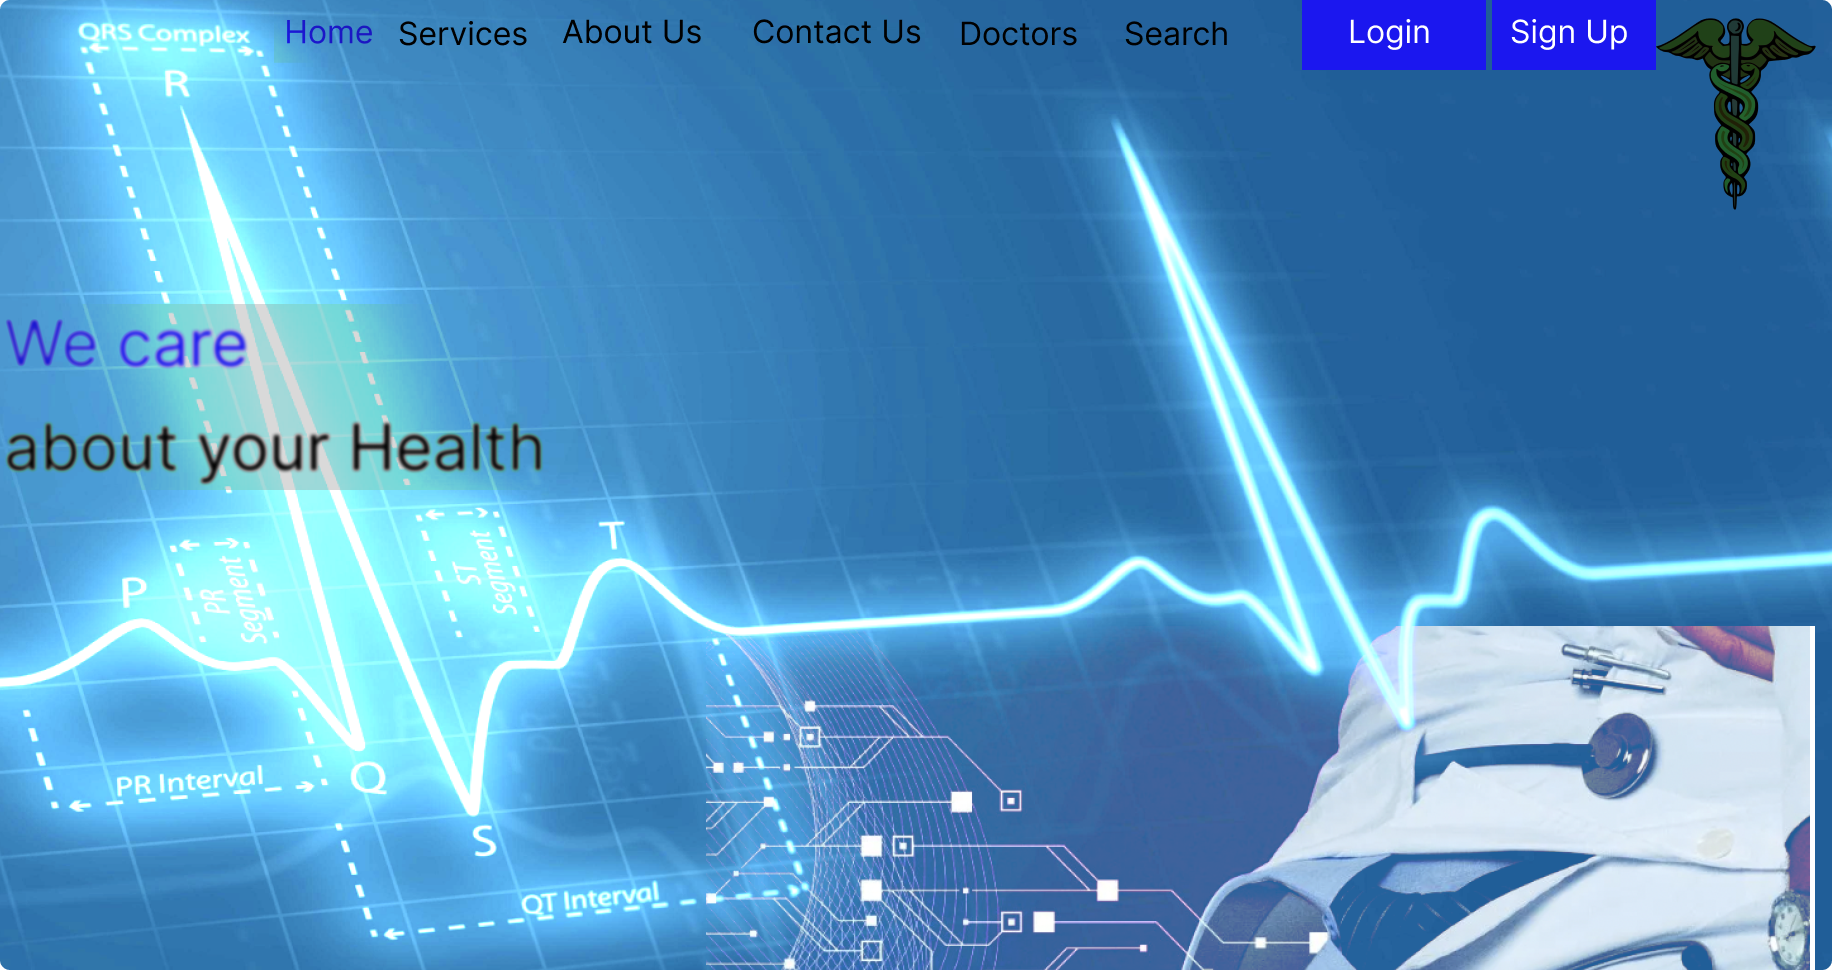 Home Services About Us Contact Us Doctors Search Login Sign Up
QRS Complex
R
We care
about your Health
T
ST
Segment
P
PR
Segment
PR Interval
Q
S
QT Interval